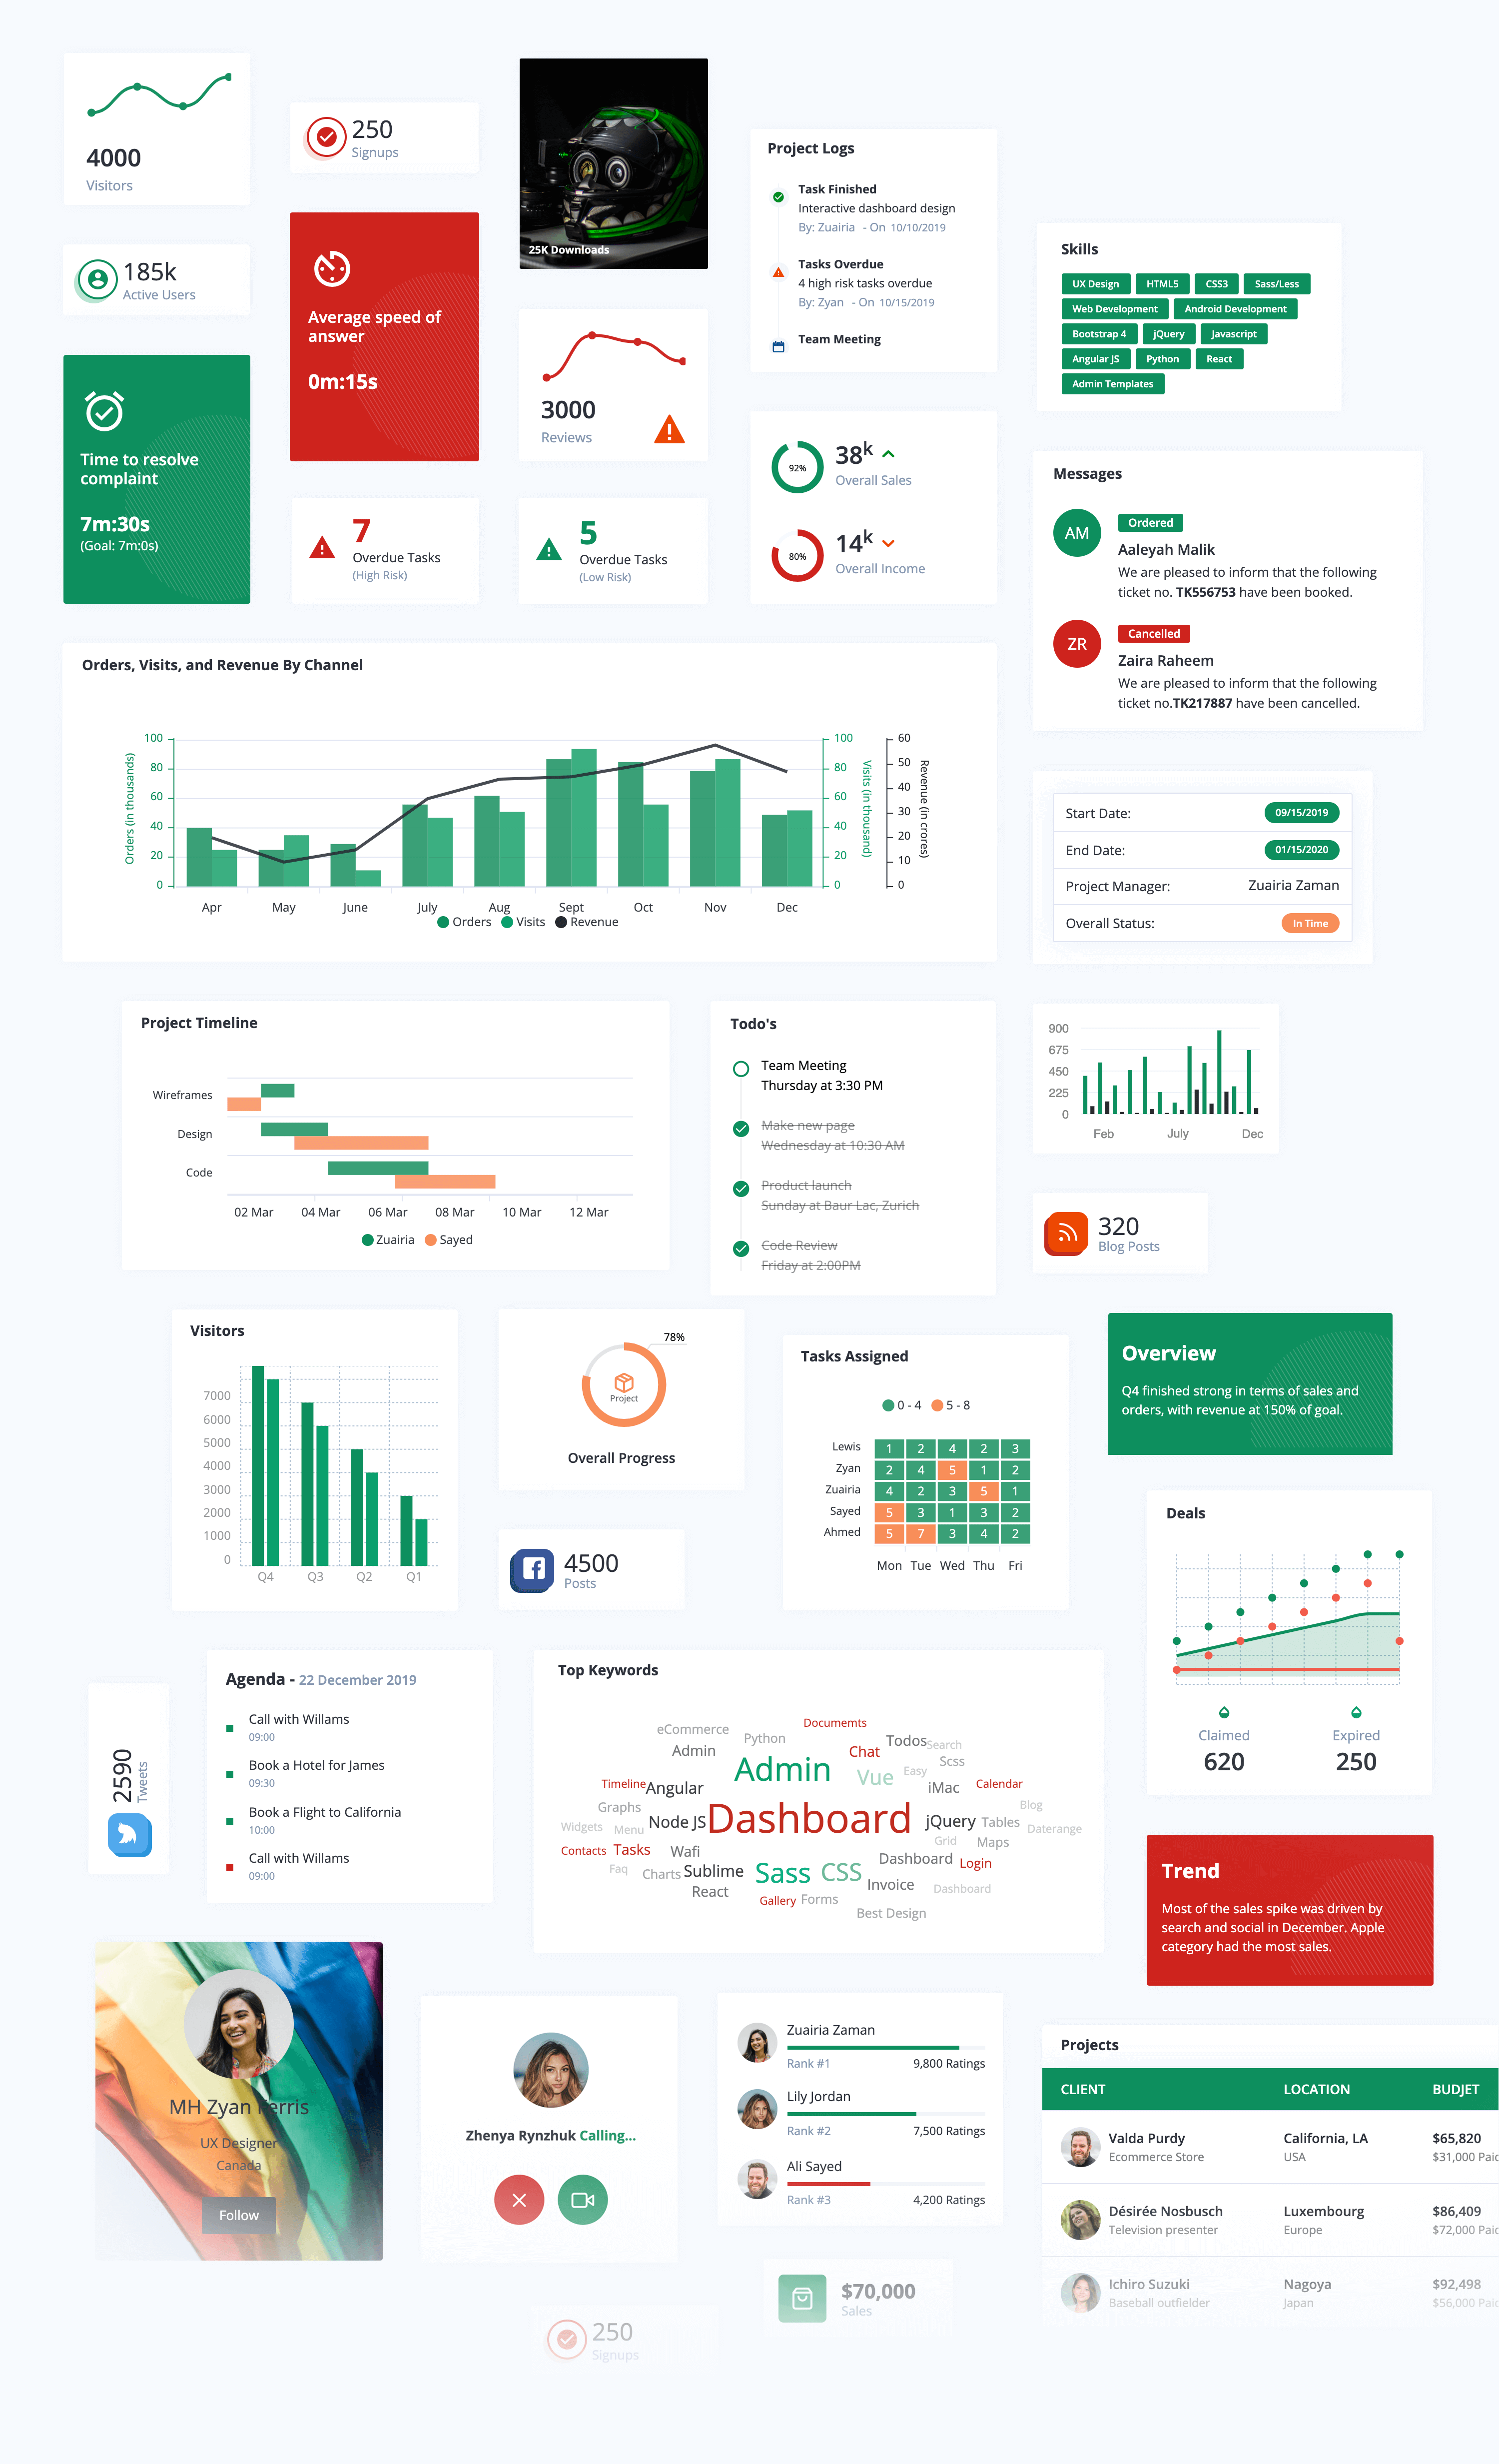 4000
Visitors
250
Signups
25K Downloads
185k
Active Users
Average speed of
answer
0m:15s
Time to resolve
complaint
7m:30s
(Goal: 7m:0s)
3000
Reviews
7
Overdue Tasks
(High Risk)
5
Overdue Tasks
(Low Risk)
Project Logs
Task Finished
Interactive dashboard design
By: Zuairia - On 10/10/2019
Tasks Overdue
4 high risk tasks overdue
By: Zyan - On 10/15/2019
Team Meeting
92%
38k
Overall Sales
80%
14k
Overall Income
Skills
UX Design HTML5 CSS3 Sass/Less
Web Development Android Development
Bootstrap 4 jQuery Javascript
Angular JS Python React
Admin Templates
Messages
AM
Ordered
Aaleyah Malik
We are pleased to inform that the following
ticket no. TK556753 have been booked.
ZR
Cancelled
Zaira Raheem
We are pleased to inform that the following
ticket no.TK217887 have been cancelled.
Orders, Visits, and Revenue By Channel
Orders (in thousands)
100
80
60
40
20
0
100
80
60
40
20
0
Visits (in thousand)
60
50
40
30
20
10
0
Revenue (in crores)
Apr May June July Aug Sept Oct Nov Dec
Orders Visits Revenue
Start Date: 09/15/2019
End Date: 01/15/2020
Project Manager: Zuairia Zaman
Overall Status: In Time
Project Timeline
Wireframes
Design
Code
02 Mar 04 Mar 06 Mar 08 Mar 10 Mar 12 Mar
Zuairia Sayed
Todo's
Team Meeting
Thursday at 3:30 PM
Make new page
Wednesday at 10:30 AM
Product launch
Sunday at Baur Lac, Zurich
Code Review
Friday at 2:00PM
900
675
450
225
0
Feb July Dec
320
Blog Posts
Visitors
7000
6000
5000
4000
3000
2000
1000
0
Q4 Q3 Q2 Q1
78%
Project
Overall Progress
4500
Posts
Tasks Assigned
0 - 4 5 - 8
Lewis 1 2 4 2 3
Zyan 2 4 5 1 2
Zuairia 4 2 3 5 1
Sayed 5 3 1 3 2
Ahmed 5 7 3 4 2
Mon Tue Wed Thu Fri
Overview
Q4 finished strong in terms of sales and
orders, with revenue at 150% of goal.
Deals
Claimed
620
Expired
250
2590
Tweets
Agenda - 22 December 2019
Call with Willams
09:00
Book a Hotel for James
09:30
Book a Flight to California
10:00
Call with Willams
09:00
Top Keywords
Documemts
eCommerce Python Todos Search
Admin Admin Chat Scss
Vue Easy
Timeline Angular iMac Calendar
Graphs Blog
Widgets Menu Node JS Dashboard jQuery Tables Daterange
Contacts Tasks Wafi Grid Maps
Faq Charts Sublime Sass CSS Dashboard Login
React Invoice Dashboard
Gallery Forms
Best Design
Trend
Most of the sales spike was driven by
search and social in December. Apple
category had the most sales.
MH Zyan Ferris
UX Designer
Canada
Follow
Zhenya Rynzhuk Calling...
Zuairia Zaman
Rank #1 9,800 Ratings
Lily Jordan
Rank #2 7,500 Ratings
Ali Sayed
Rank #3 4,200 Ratings
Projects
CLIENT LOCATION BUDJET
Valda Purdy California, LA $65,820
Ecommerce Store USA $31,000 Paid
Désirée Nosbusch Luxembourg $86,409
Television presenter Europe $72,000 Paid
Ichiro Suzuki Nagoya $92,498
Baseball outfielder Japan $56,000 Paid
$70,000
Sales
250
Signups